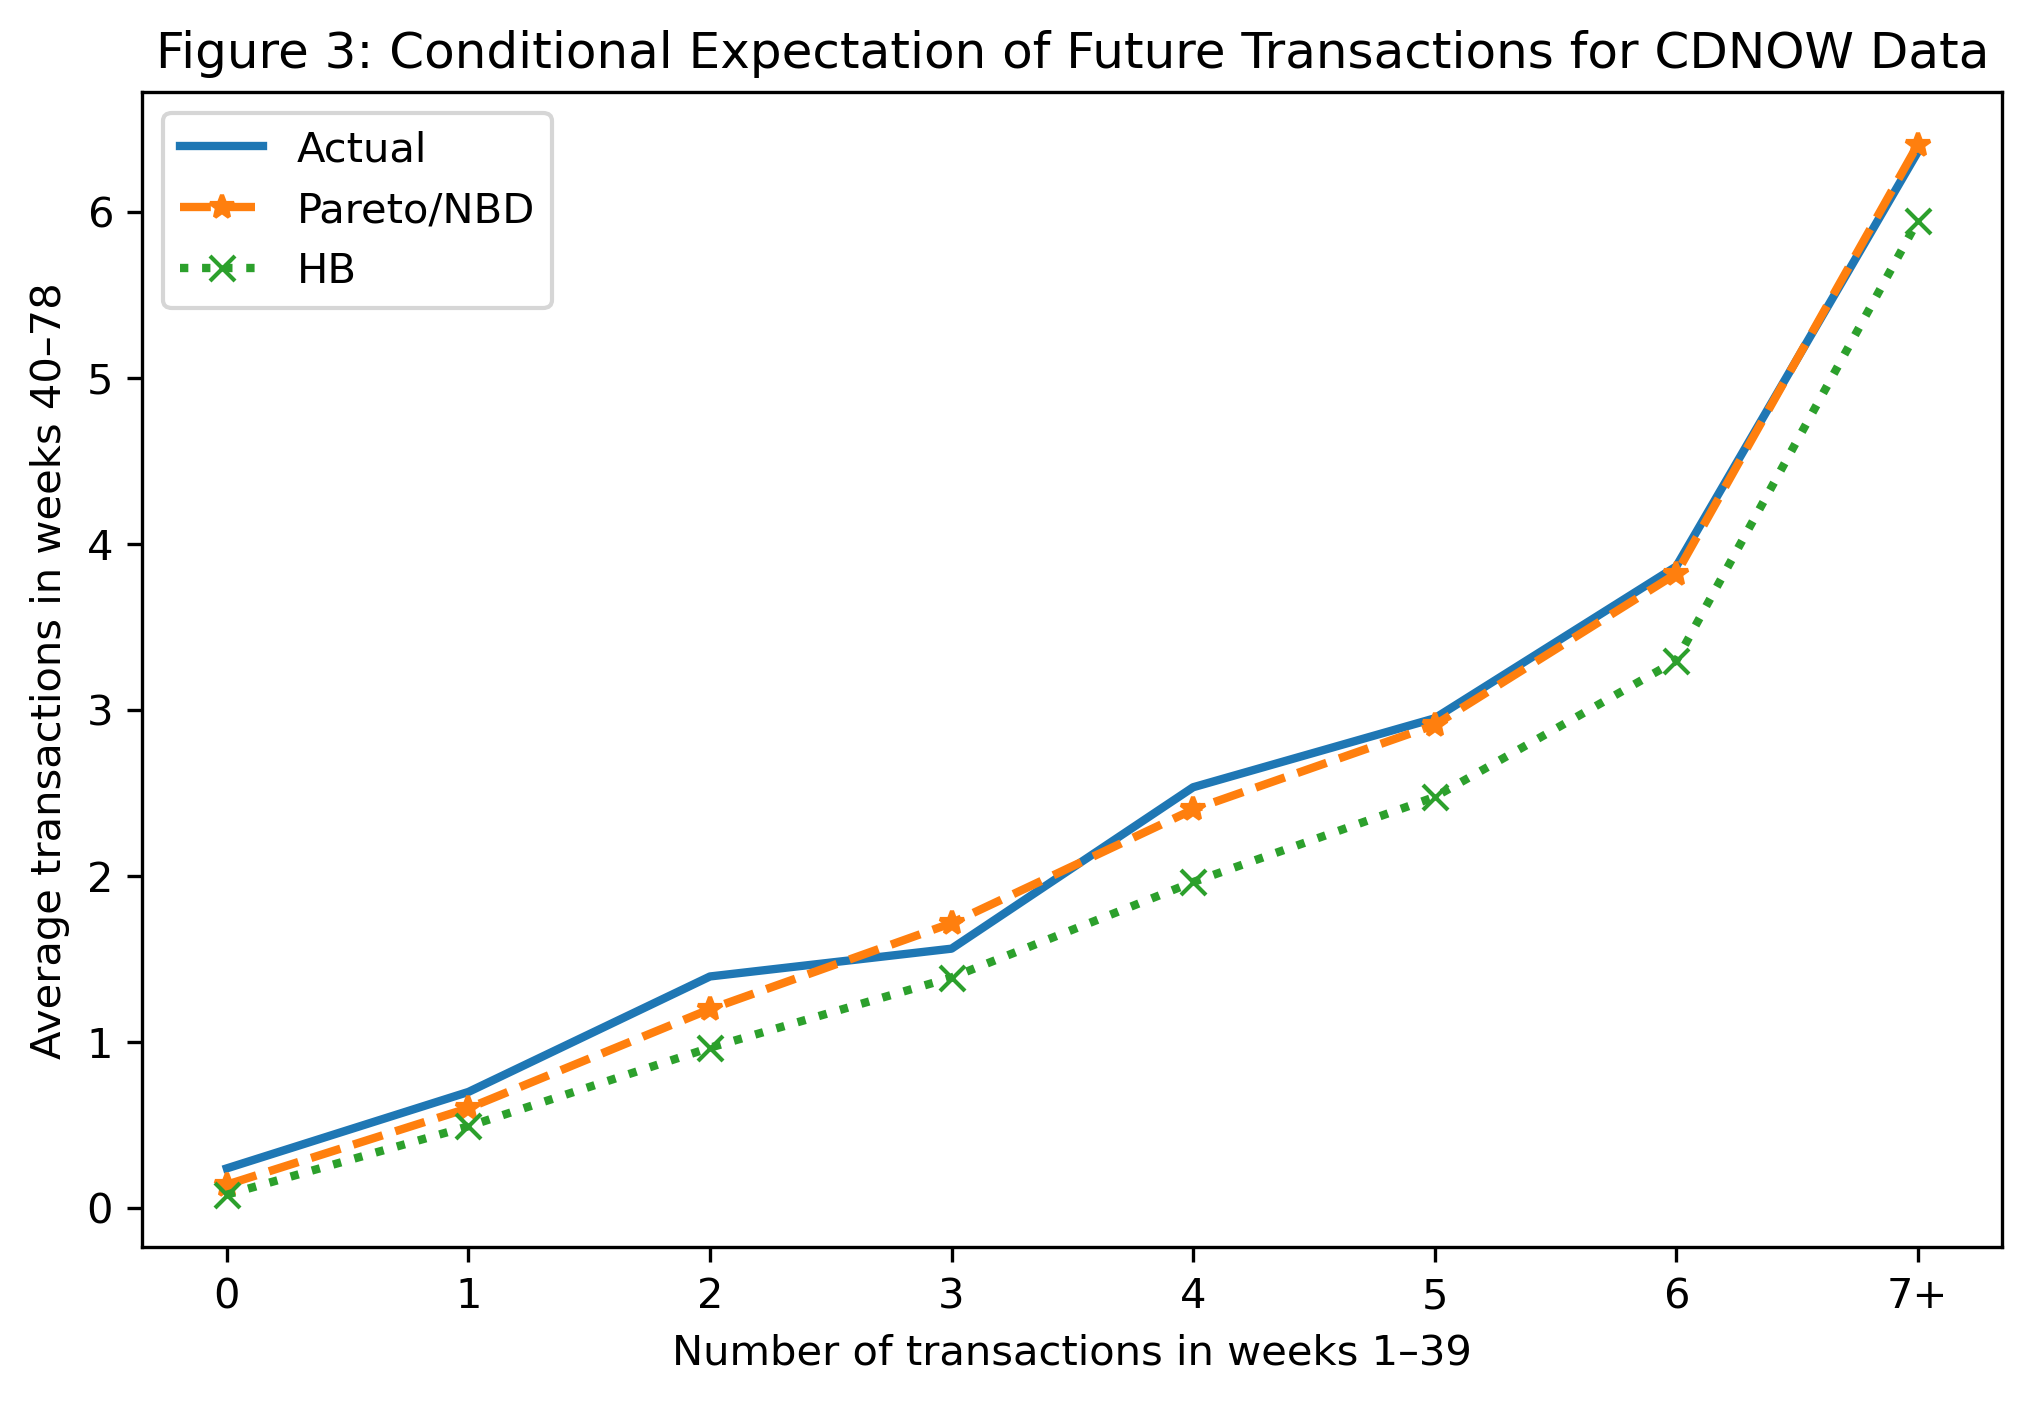 Figure 3: Conditional Expectation of Future Transactions for CDNOW Data
Actual
Pareto/NBD
HB
Average transactions in weeks 40–78
6
5
4
3
2
1
0
0 1 2 3 4 5 6 7+
Number of transactions in weeks 1–39